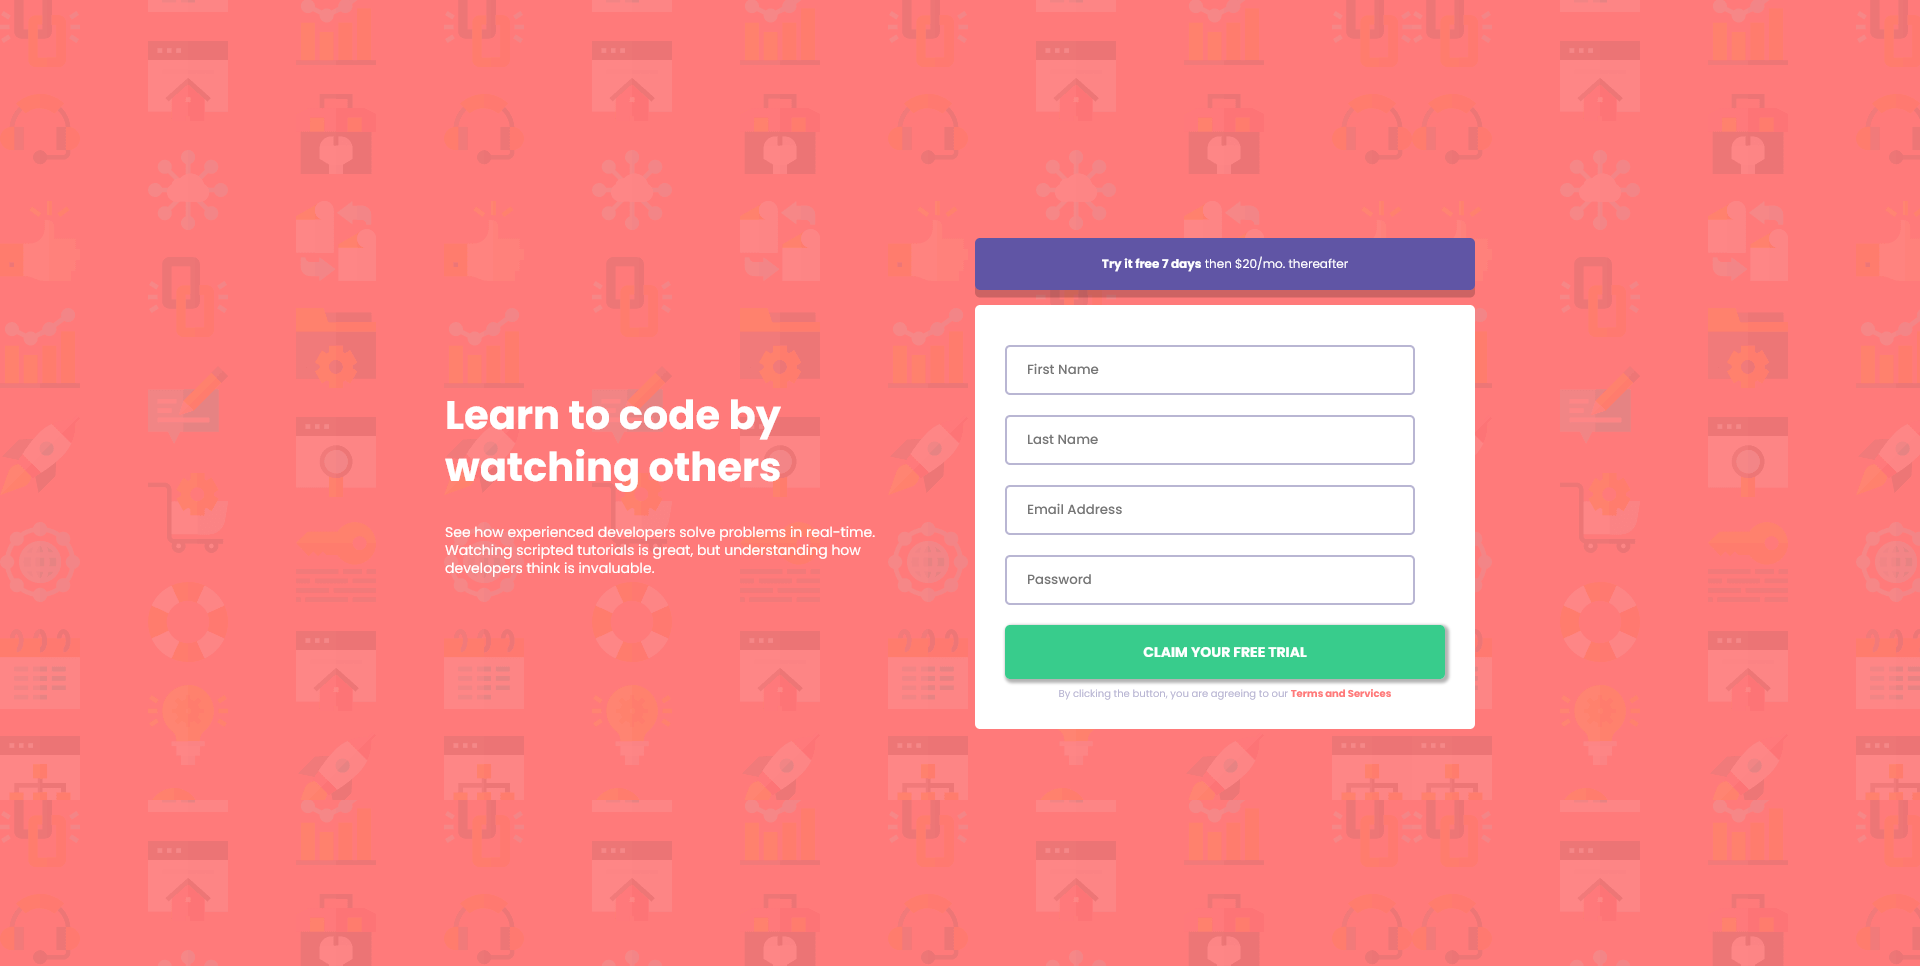 Learn to code by
watching others
See how experienced developers solve problems in real-time.
Watching scripted tutorials is great, but understanding how
developers think is invaluable.
Try it free 7 days then $20/mo. thereafter
First Name
Last Name
Email Address
Password
CLAIM YOUR FREE TRIAL
By clicking the button, you are agreeing to our Terms and Services